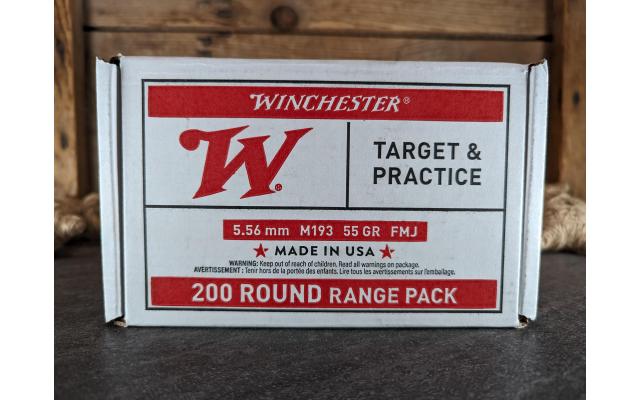 WINCHESTER®
W®
TARGET &
PRACTICE
5.56 mm M193 55 GR FMJ
★ MADE IN USA ★
WARNING: Keep out of reach of children. Read all warnings on package.
AVERTISSEMENT : Tenir hors de la portée des enfants. Lire tous les avertissements sur l'emballage.
200 ROUND RANGE PACK